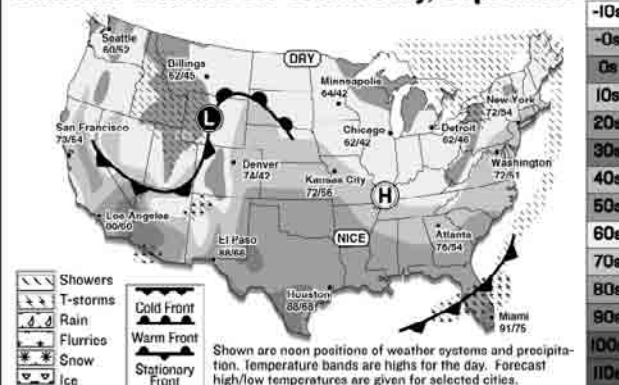 Seattle
60/52
Billings
62/45
DRY
Minneapolis
64/42
New York
72/54
San Francisco
73/54
L
Chicago
62/42
Detroit
62/46
Washington
72/51
Denver
74/42
Kansas City
72/56
H
Los Angeles
80/60
El Paso
88/66
NICE
Atlanta
76/54
Houston
88/68
Miami
91/75
Showers
T-storms
Rain
Flurries
Snow
Ice
Cold Front
Warm Front
Stationary
Front
Shown are noon positions of weather systems and precipita-
tion. Temperature bands are highs for the day. Forecast
high/low temperatures are given for selected cities.
-10s
-0s
0s
10s
20s
30s
40s
50s
60s
70s
80s
90s
100s
110s